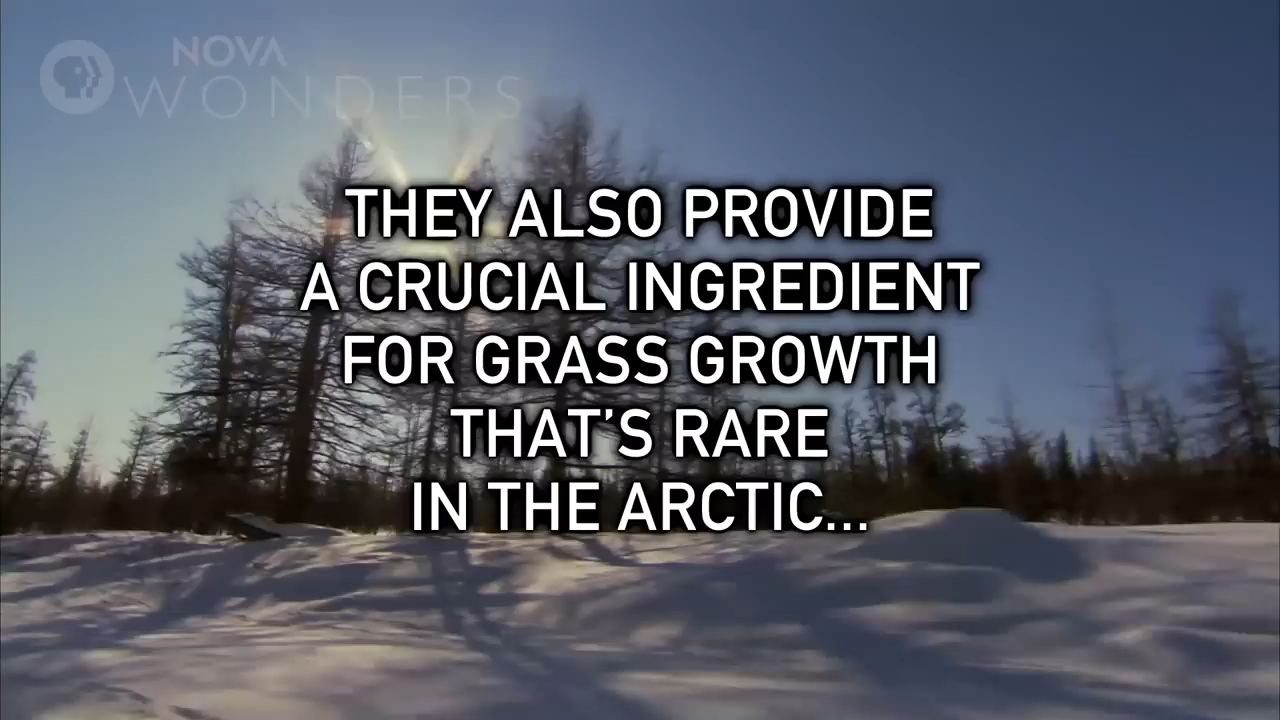 NOVA
WONDERS
THEY ALSO PROVIDE
A CRUCIAL INGREDIENT
FOR GRASS GROWTH
THAT'S RARE
IN THE ARCTIC...